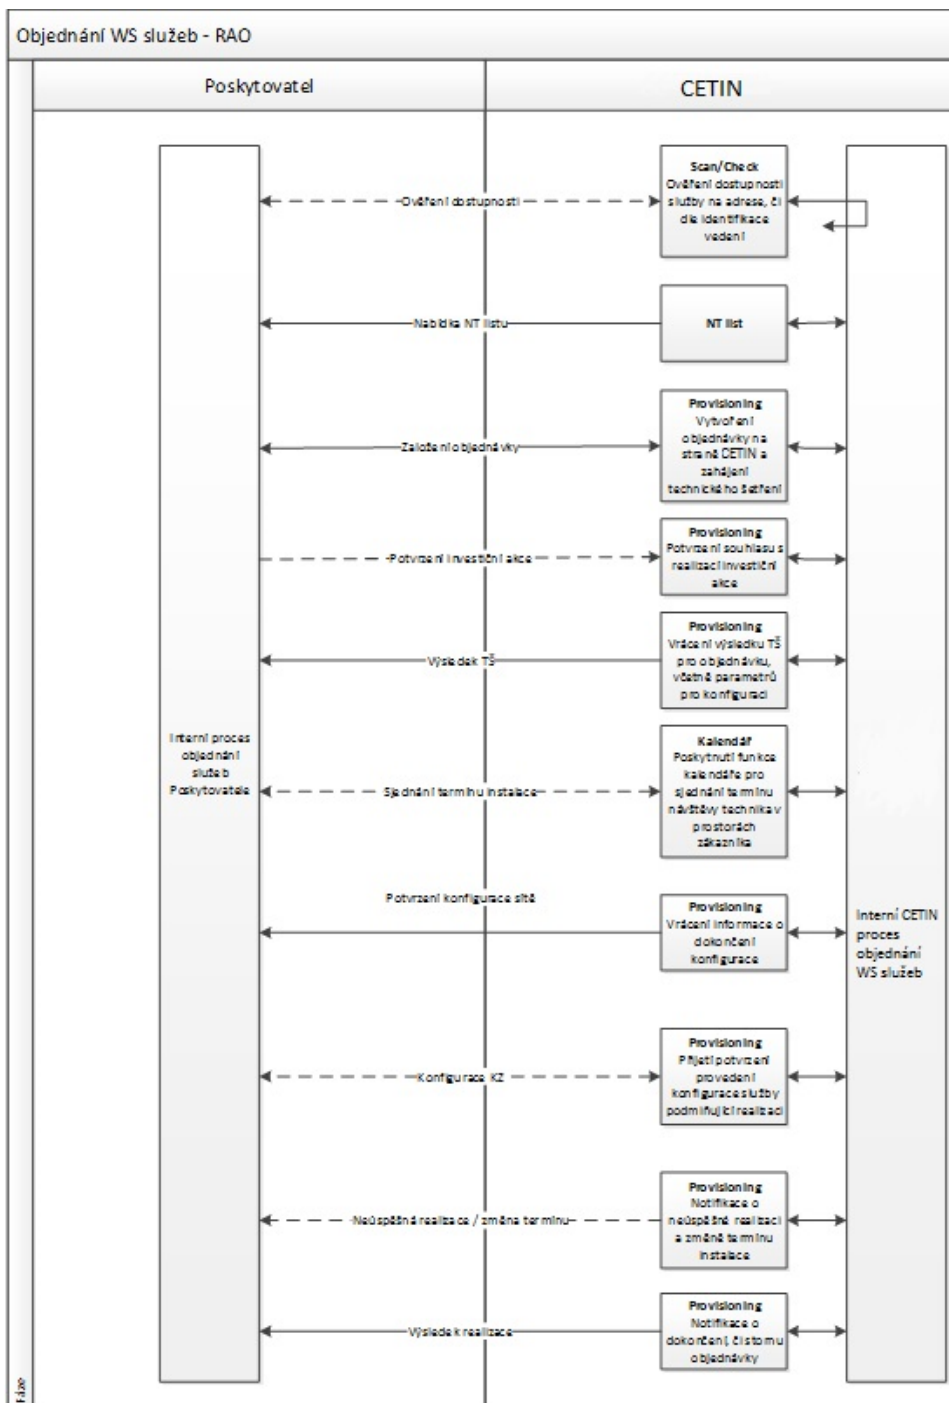 Objednání WS služeb - RAO
Poskytovatel
CETIN
Scan/Check
Ověření dostupnosti
služby na adrese, či
dle identifikace
vedení
Ověření dostupnosti
Nabídka NT listu
NT list
Provisioning
Vytvoření
objednávky na
straně CETIN a
zahájení
technického šetření
Založení objednávky
Provisioning
Potvrzení souhlasu s
realizací investiční
akce
Potvrzení investiční akce
Provisioning
Vrácení výsledku TŠ
pro objednávku,
včetně parametrů
pro konfiguraci
Výsledek TŠ
Interní proces
objednání
služeb
Poskytovatele
Kalendář
Poskytnutí funkce
kalendáře pro
sjednání termínu
návštěvy technika v
prostorách
zákazníka
Sjednání termínu instalace
Potvrzení konfigurace sítě
Provisioning
Vrácení informace o
dokončení
konfigurace
Interní CETIN
proces
objednání
WS služeb
Provisioning
Přijetí potvrzení
provedení
konfigurace služby
podmiňující realizaci
Konfigurace KZ
Provisioning
Notifikace o
neúspěšné realizaci
a změně termínu
instalace
Neúspěšná realizace / změna termínu
Provisioning
Notifikace o
dokončení, či stornu
objednávky
Výsledek realizace
Fáze